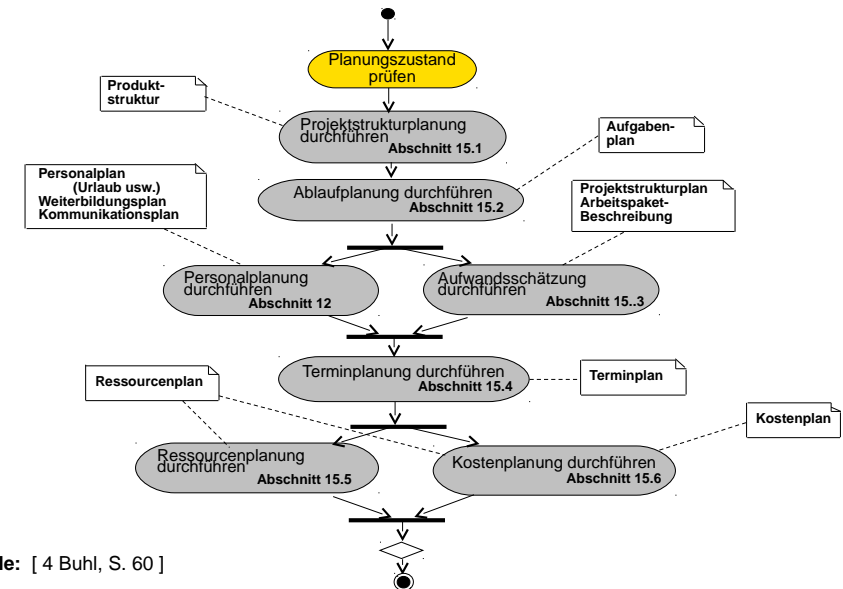 Planungszustand
prüfen
Produkt-
struktur
Projektstrukturplanung
durchführen
Abschnitt 15.1
Aufgaben-
plan
Personalplan
(Urlaub usw.)
Weiterbildungsplan
Kommunikationsplan
Ablaufplanung durchführen
Abschnitt 15.2
Projektstrukturplan
Arbeitspaket-
Beschreibung
Personalplanung
durchführen
Abschnitt 12
Aufwandsschätzung
durchführen
Abschnitt 15..3
Terminplanung durchführen
Abschnitt 15.4
Terminplan
Ressourcenplan
Kostenplan
Ressourcenplanung
durchführen
Abschnitt 15.5
Kostenplanung durchführen
Abschnitt 15.6
le: [ 4 Buhl, S. 60 ]